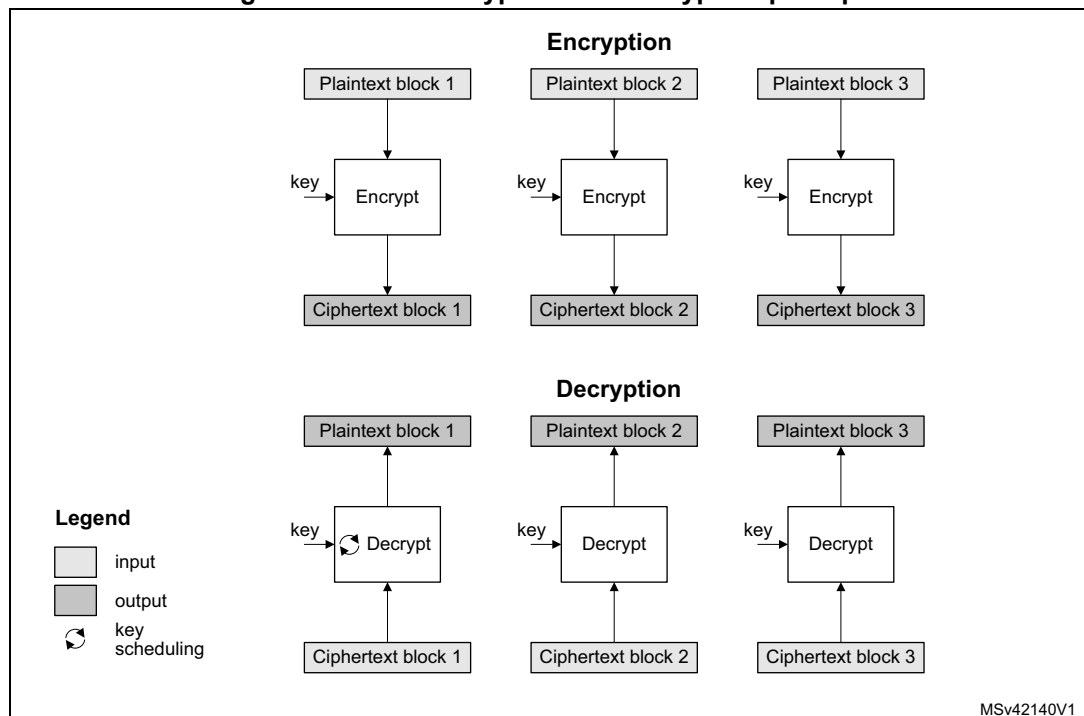 Encryption
Plaintext block 1 Plaintext block 2 Plaintext block 3
key Encrypt key Encrypt key Encrypt
Ciphertext block 1 Ciphertext block 2 Ciphertext block 3
Decryption
Plaintext block 1 Plaintext block 2 Plaintext block 3
key Decrypt key Decrypt key Decrypt
Ciphertext block 1 Ciphertext block 2 Ciphertext block 3
Legend
input
output
key
scheduling
MSv42140V1